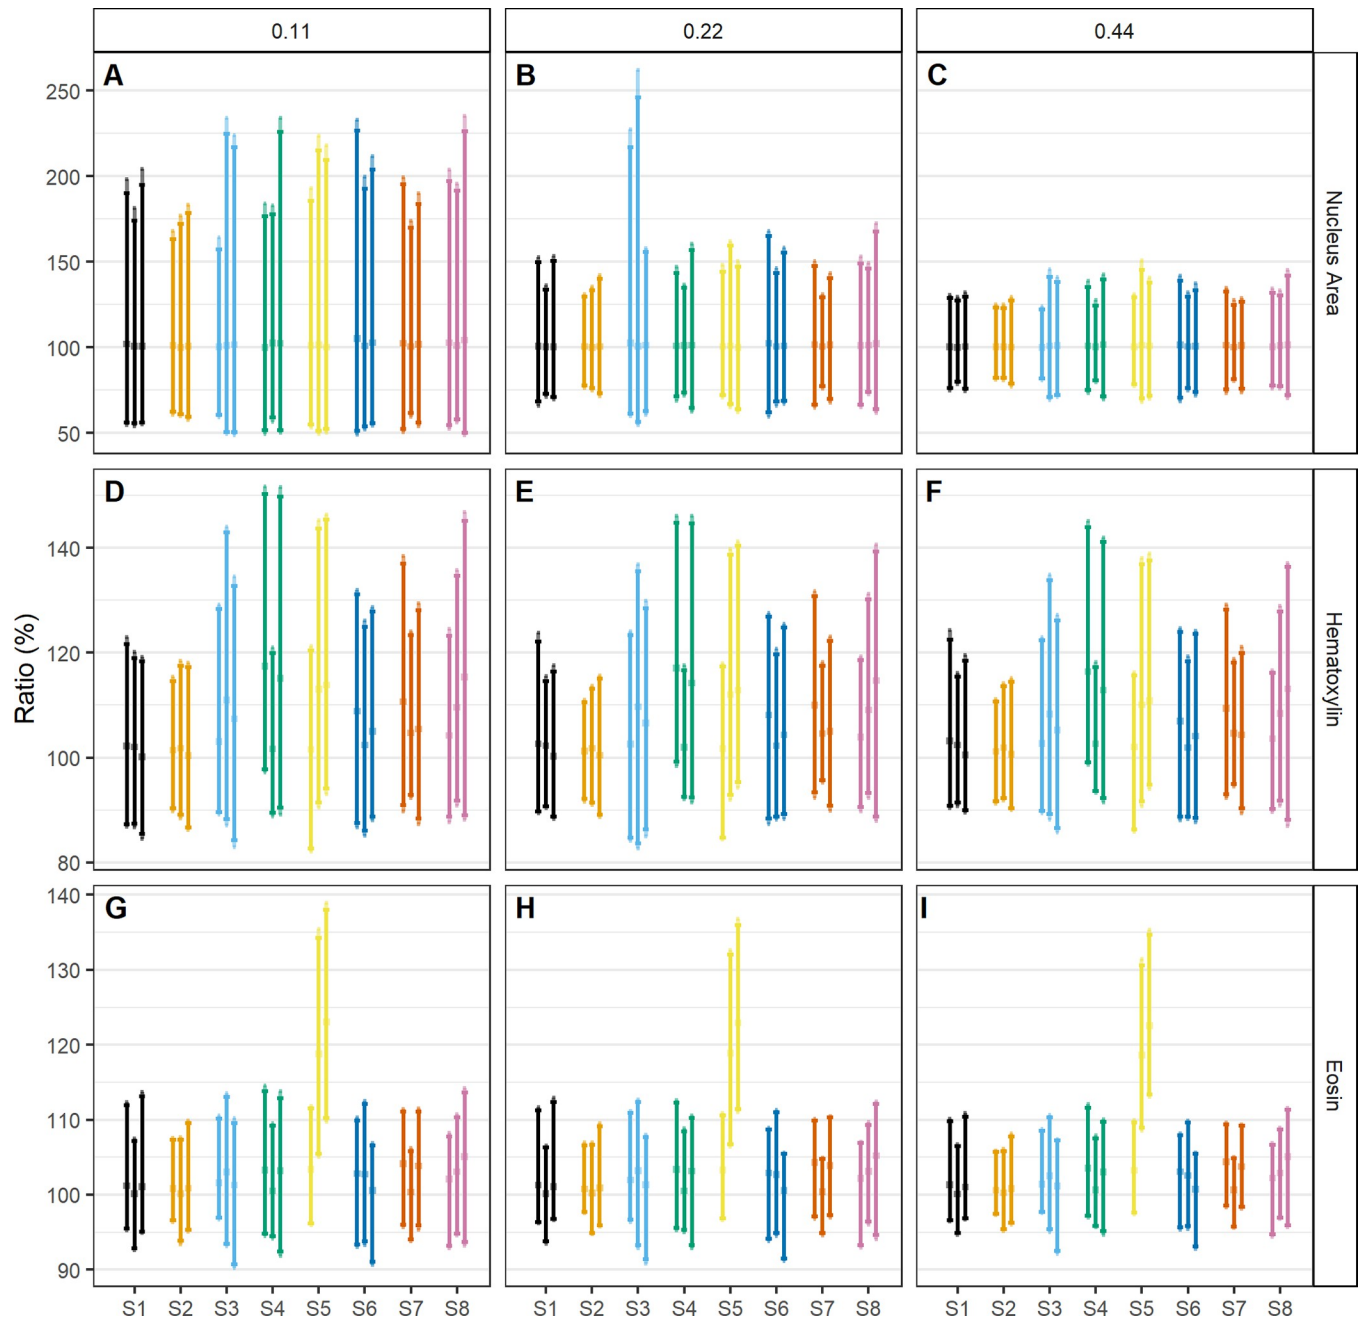 0.11 0.22 0.44
A B C
250
200
150
100
50
Nucleus Area
D E F
140
120
100
80
Hematoxylin
Ratio (%)
G H I
140
130
120
110
100
90
Eosin
S1 S2 S3 S4 S5 S6 S7 S8 S1 S2 S3 S4 S5 S6 S7 S8 S1 S2 S3 S4 S5 S6 S7 S8